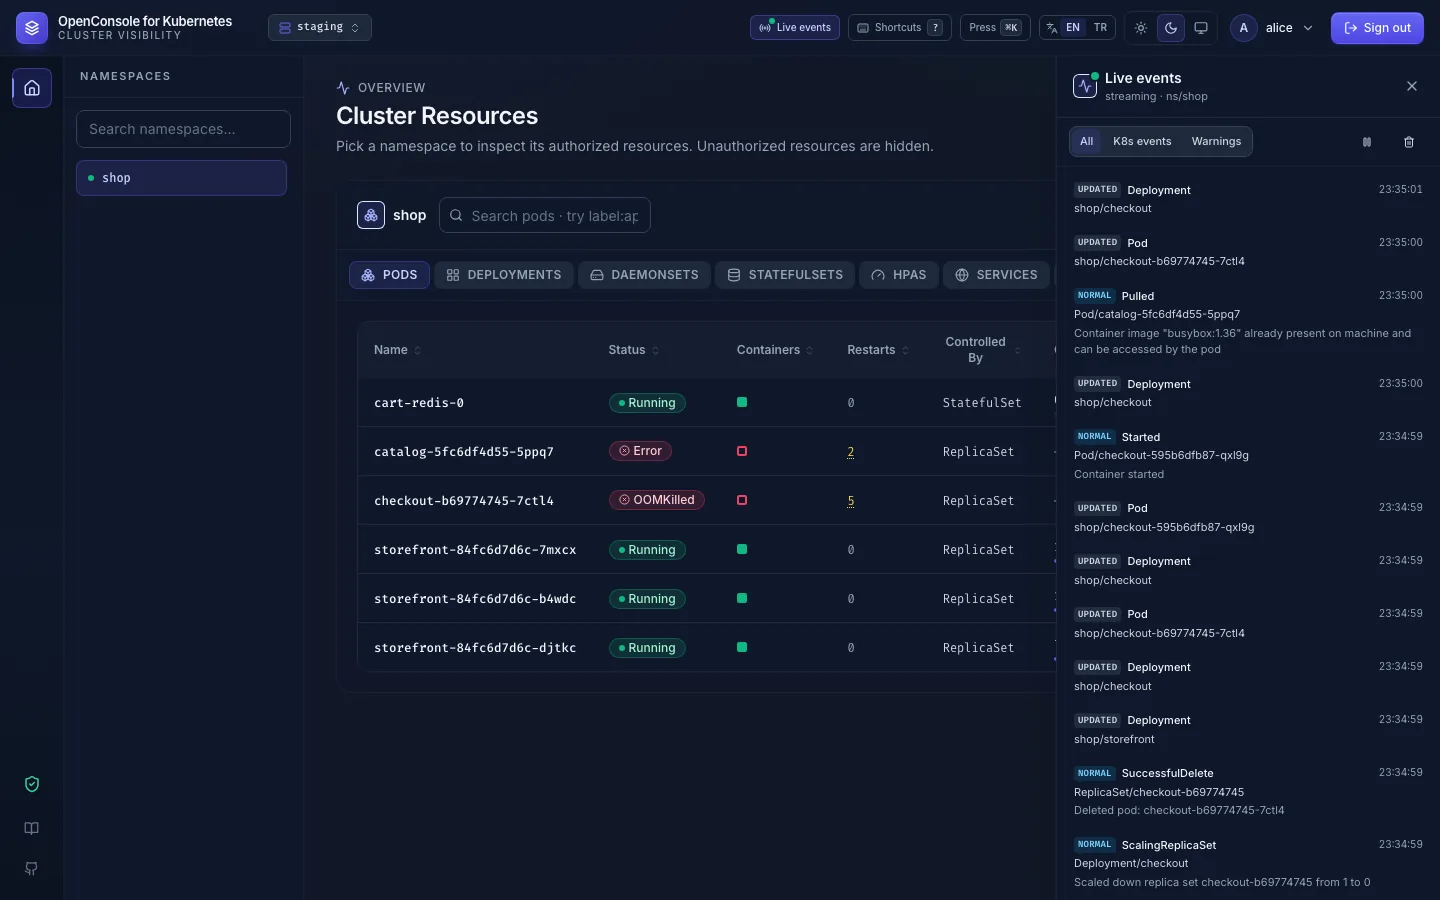 OpenConsole for Kubernetes
CLUSTER VISIBILITY
staging
Live events
Shortcuts ?
Press ⌘K
EN TR
A alice
Sign out
NAMESPACES
Search namespaces...
shop
OVERVIEW
Cluster Resources
Pick a namespace to inspect its authorized resources. Unauthorized resources are hidden.
shop
Search pods · try label:ap
PODS DEPLOYMENTS DAEMONSETS STATEFULSETS HPAS SERVICES
Name Status Containers Restarts Controlled By
cart-redis-0 Running 0 StatefulSet
catalog-5fc6df4d55-5ppq7 Error 2 ReplicaSet
checkout-b69774745-7ctl4 OOMKilled 5 ReplicaSet
storefront-84fc6d7d6c-7mxcx Running 0 ReplicaSet
storefront-84fc6d7d6c-b4wdc Running 0 ReplicaSet
storefront-84fc6d7d6c-djtkc Running 0 ReplicaSet
Live events
streaming · ns/shop
All K8s events Warnings
UPDATED Deployment 23:35:01
shop/checkout
UPDATED Pod 23:35:00
shop/checkout-b69774745-7ctl4
NORMAL Pulled 23:35:00
Pod/catalog-5fc6df4d55-5ppq7
Container image "busybox:1.36" already present on machine and
can be accessed by the pod
UPDATED Deployment 23:35:00
shop/checkout
NORMAL Started 23:34:59
Pod/checkout-595b6dfb87-qxl9g
Container started
UPDATED Pod 23:34:59
shop/checkout-595b6dfb87-qxl9g
UPDATED Deployment 23:34:59
shop/checkout
UPDATED Pod 23:34:59
shop/checkout-b69774745-7ctl4
UPDATED Deployment 23:34:59
shop/checkout
UPDATED Deployment 23:34:59
shop/storefront
NORMAL SuccessfulDelete 23:34:59
ReplicaSet/checkout-b69774745
Deleted pod: checkout-b69774745-7ctl4
NORMAL ScalingReplicaSet 23:34:59
Deployment/checkout
Scaled down replica set checkout-b69774745 from 1 to 0